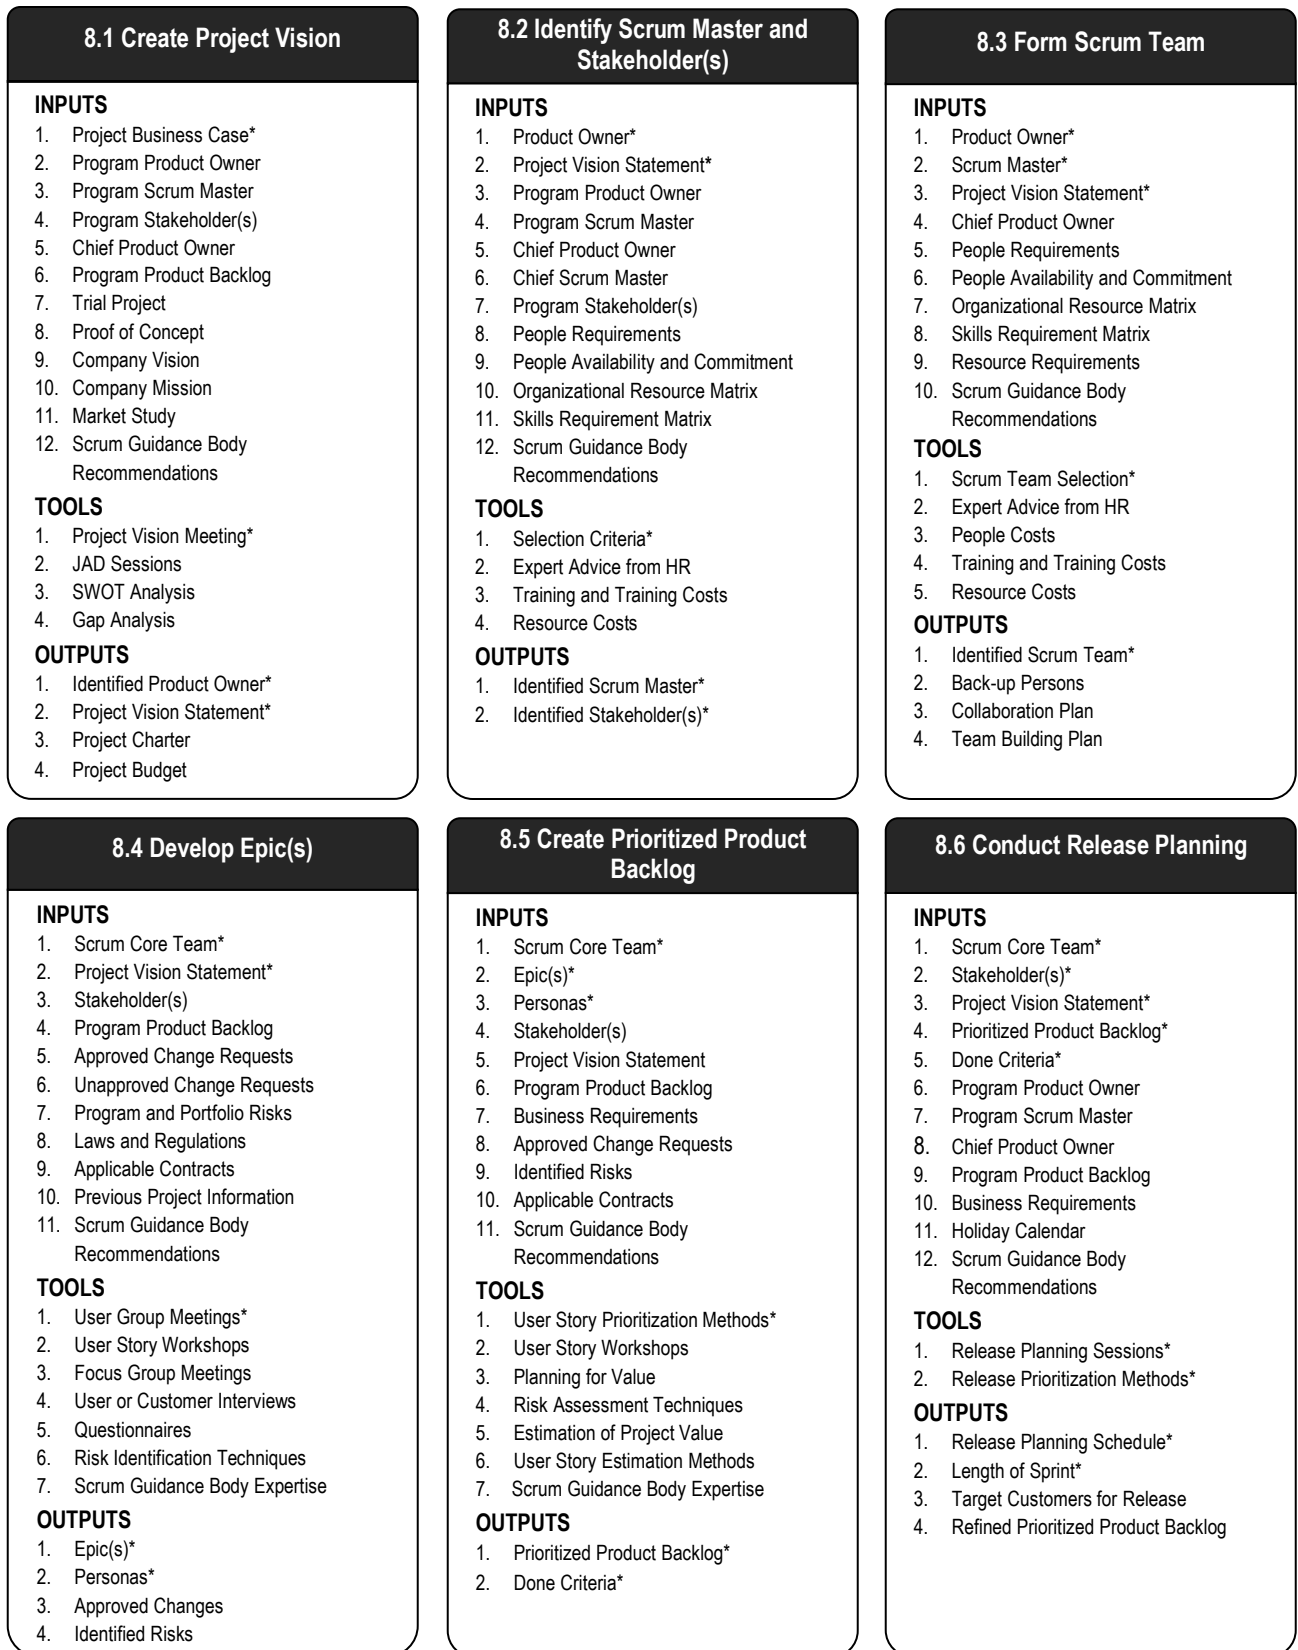 8.1 Create Project Vision
INPUTS
1. Project Business Case*
2. Program Product Owner
3. Program Scrum Master
4. Program Stakeholder(s)
5. Chief Product Owner
6. Program Product Backlog
7. Trial Project
8. Proof of Concept
9. Company Vision
10. Company Mission
11. Market Study
12. Scrum Guidance Body
Recommendations
TOOLS
1. Project Vision Meeting*
2. JAD Sessions
3. SWOT Analysis
4. Gap Analysis
OUTPUTS
1. Identified Product Owner*
2. Project Vision Statement*
3. Project Charter
4. Project Budget
8.2 Identify Scrum Master and
Stakeholder(s)
INPUTS
1. Product Owner*
2. Project Vision Statement*
3. Program Product Owner
4. Program Scrum Master
5. Chief Product Owner
6. Chief Scrum Master
7. Program Stakeholder(s)
8. People Requirements
9. People Availability and Commitment
10. Organizational Resource Matrix
11. Skills Requirement Matrix
12. Scrum Guidance Body
Recommendations
TOOLS
1. Selection Criteria*
2. Expert Advice from HR
3. Training and Training Costs
4. Resource Costs
OUTPUTS
1. Identified Scrum Master*
2. Identified Stakeholder(s)*
8.3 Form Scrum Team
INPUTS
1. Product Owner*
2. Scrum Master*
3. Project Vision Statement*
4. Chief Product Owner
5. People Requirements
6. People Availability and Commitment
7. Organizational Resource Matrix
8. Skills Requirement Matrix
9. Resource Requirements
10. Scrum Guidance Body
Recommendations
TOOLS
1. Scrum Team Selection*
2. Expert Advice from HR
3. People Costs
4. Training and Training Costs
5. Resource Costs
OUTPUTS
1. Identified Scrum Team*
2. Back-up Persons
3. Collaboration Plan
4. Team Building Plan
8.4 Develop Epic(s)
INPUTS
1. Scrum Core Team*
2. Project Vision Statement*
3. Stakeholder(s)
4. Program Product Backlog
5. Approved Change Requests
6. Unapproved Change Requests
7. Program and Portfolio Risks
8. Laws and Regulations
9. Applicable Contracts
10. Previous Project Information
11. Scrum Guidance Body
Recommendations
TOOLS
1. User Group Meetings*
2. User Story Workshops
3. Focus Group Meetings
4. User or Customer Interviews
5. Questionnaires
6. Risk Identification Techniques
7. Scrum Guidance Body Expertise
OUTPUTS
1. Epic(s)*
2. Personas*
3. Approved Changes
4. Identified Risks
8.5 Create Prioritized Product
Backlog
INPUTS
1. Scrum Core Team*
2. Epic(s)*
3. Personas*
4. Stakeholder(s)
5. Project Vision Statement
6. Program Product Backlog
7. Business Requirements
8. Approved Change Requests
9. Identified Risks
10. Applicable Contracts
11. Scrum Guidance Body
Recommendations
TOOLS
1. User Story Prioritization Methods*
2. User Story Workshops
3. Planning for Value
4. Risk Assessment Techniques
5. Estimation of Project Value
6. User Story Estimation Methods
7. Scrum Guidance Body Expertise
OUTPUTS
1. Prioritized Product Backlog*
2. Done Criteria*
8.6 Conduct Release Planning
INPUTS
1. Scrum Core Team*
2. Stakeholder(s)*
3. Project Vision Statement*
4. Prioritized Product Backlog*
5. Done Criteria*
6. Program Product Owner
7. Program Scrum Master
8. Chief Product Owner
9. Program Product Backlog
10. Business Requirements
11. Holiday Calendar
12. Scrum Guidance Body
Recommendations
TOOLS
1. Release Planning Sessions*
2. Release Prioritization Methods*
OUTPUTS
1. Release Planning Schedule*
2. Length of Sprint*
3. Target Customers for Release
4. Refined Prioritized Product Backlog